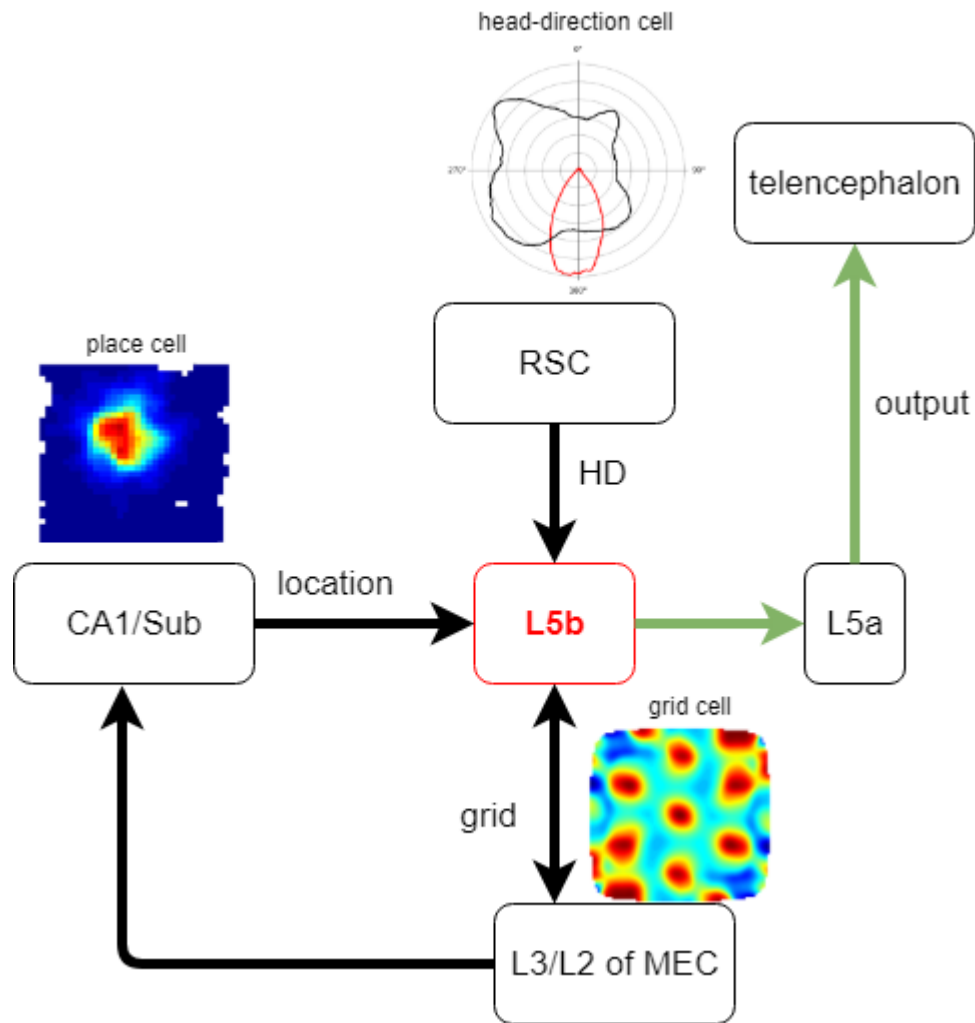 head-direction cell
0°
270°
90°
telencephalon
RSC
output
place cell
HD
location
CA1/Sub
L5b
L5a
grid cell
grid
L3/L2 of MEC